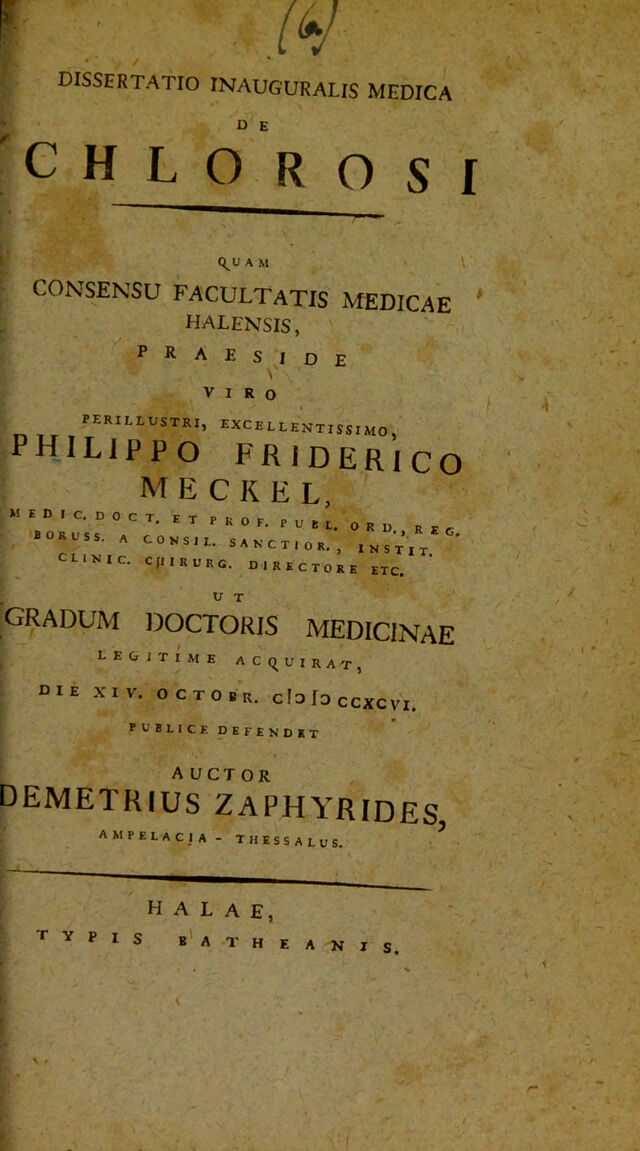 (6)
DISSERTATIO INAUGURALIS MEDICA
DE
CHLOROSI
QUAM
CONSENSU FACULTATIS MEDICAE
HALENSIS,
PRAESIDE
VIRO
PERILLUSTRI, EXCELLENTISSIMO,
PHILIPPO FRIDERICO
MECKEL,
MEDIC. DOCT. ET PROF. PUBL. ORD., REG.
BORUSS. A CONSIL. SANCTIOR., INSTIT.
CLINIC. CHIRURG. DIRECTORE ETC.
UT
GRADUM DOCTORIS MEDICINAE
LEGITIME ACQUIRAT,
DIE XIV. OCTOBR. cIɔIɔccxcvi.
PUBLICE DEFENDET
AUCTOR
DEMETRIUS ZAPHYRIDES,
AMPELACIA - THESSALUS.
HALAE,
TYPIS BATHEANIS.